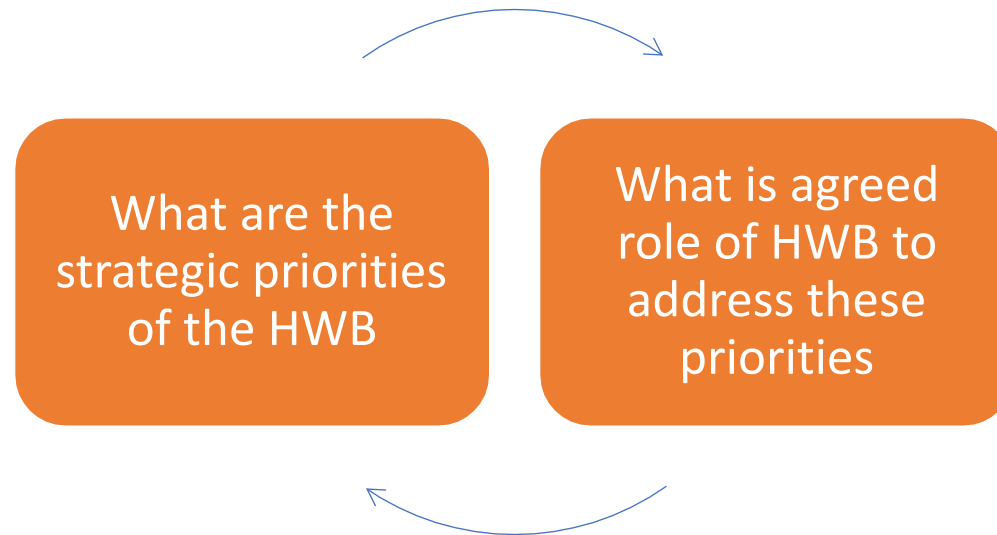 What are the
strategic priorities
of the HWB
What is agreed
role of HWB to
address these
priorities